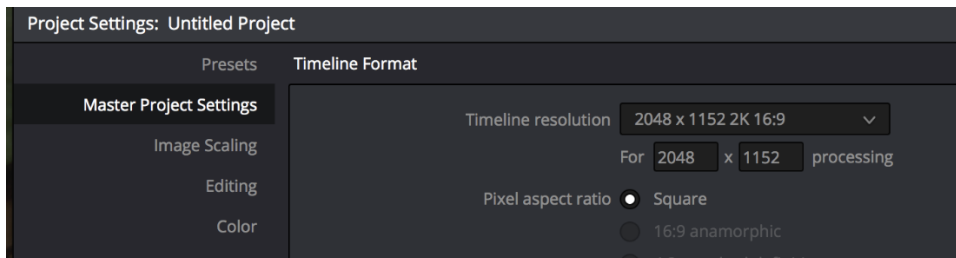 Project Settings: Untitled Project
Presets
Timeline Format
Master Project Settings
Timeline resolution 2048 x 1152 2K 16:9
Image Scaling
For 2048 x 1152 processing
Editing
Pixel aspect ratio Square
Color
16:9 anamorphic